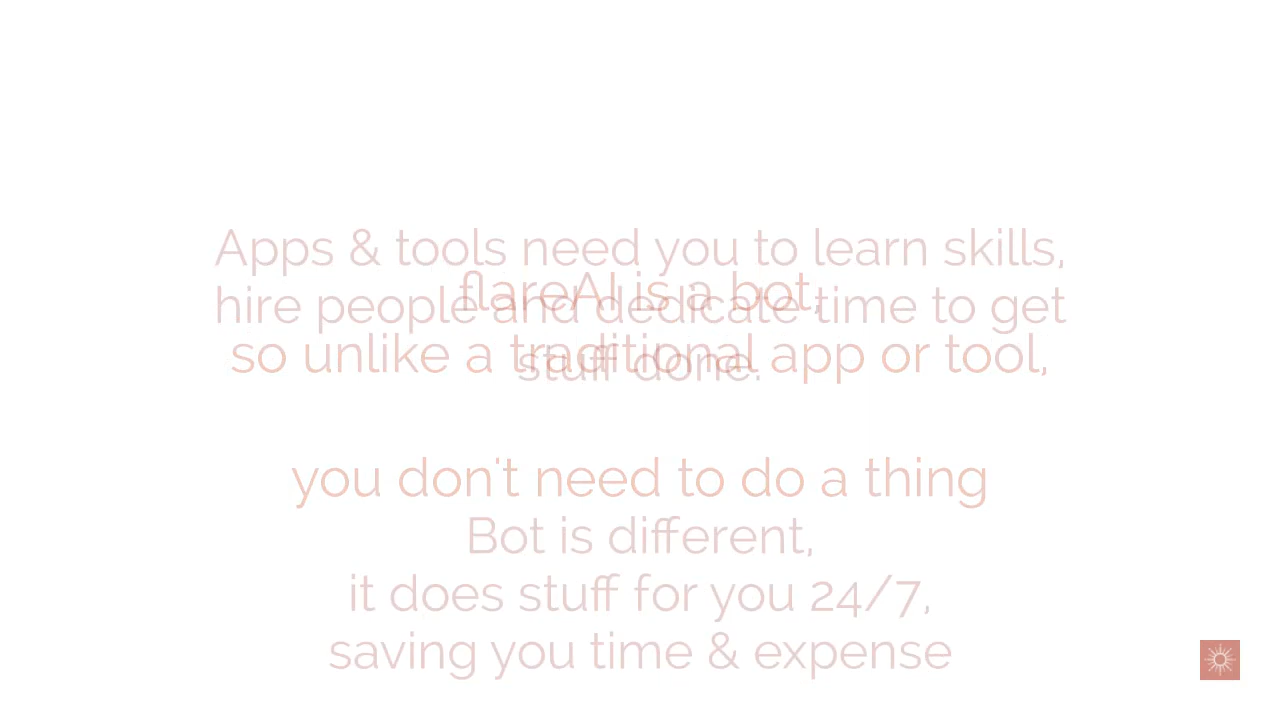 Apps & tools need you to learn skills,
hire people and dedicate time to get
stuff done.
Bot is different,
it does stuff for you 24/7,
saving you time & expense
flareAI is a bot,
so unlike a traditional app or tool,
you don't need to do a thing